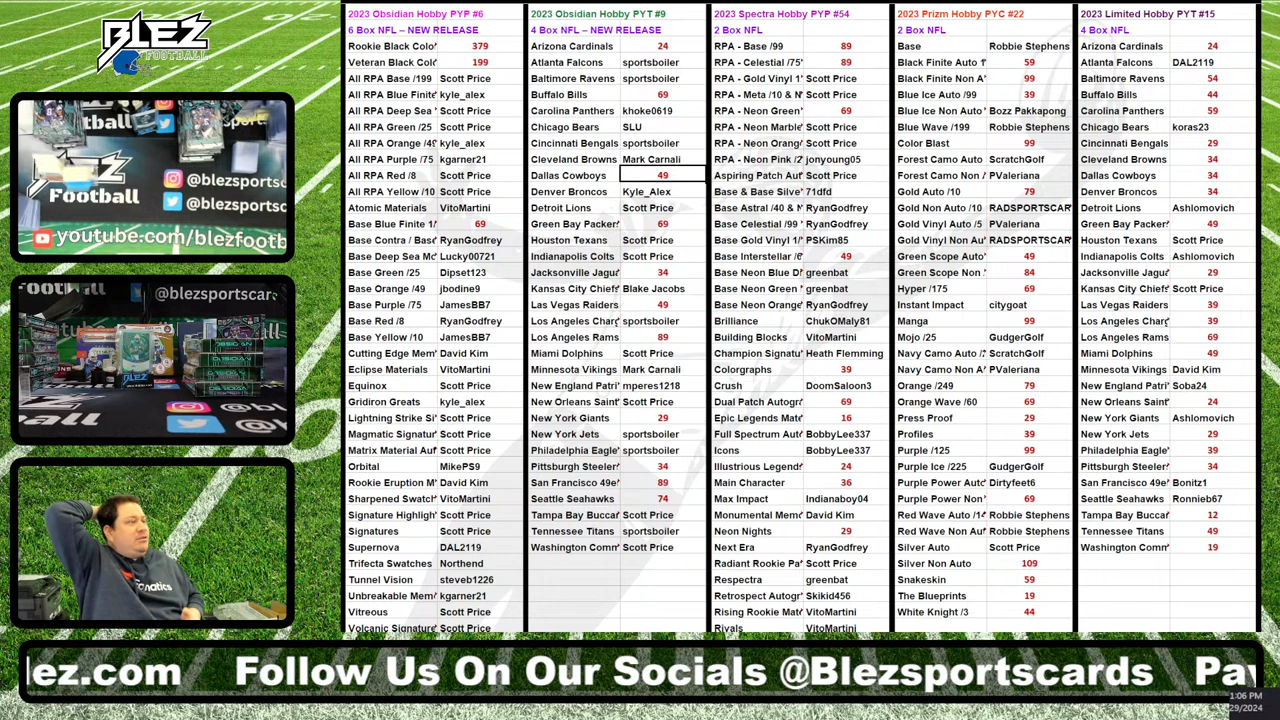 BLEZ
FOOTBALL
Football
@blezsportsc
Football
youtube.com/blezfootb
@blezsportscar
Fanatics
2023 Obsidian Hobby PYP #6
6 Box NFL – NEW RELEASE
Rookie Black Colo 379
Veteran Black Col 199
All RPA Base /199 Scott Price
All RPA Blue Finite kyle_alex
All RPA Deep Sea Scott Price
All RPA Green /25 Scott Price
All RPA Orange /49 kyle_alex
All RPA Purple /75 kgarner21
All RPA Red /8 Scott Price
All RPA Yellow /10 Scott Price
Atomic Materials VitoMartini
Base Blue Finite 1/ 69
Base Contra / Base RyanGodfrey
Base Deep Sea Mo Lucky00721
Base Green /25 Dipset123
Base Orange /49 jbodine9
Base Purple /75 JamesBB7
Base Red /8 RyanGodfrey
Base Yellow /10 JamesBB7
Cutting Edge Mem David Kim
Eclipse Materials VitoMartini
Equinox Scott Price
Gridiron Greats kyle_alex
Lightning Strike Si Scott Price
Magmatic Signatur Scott Price
Matrix Material Aut Scott Price
Orbital MikePS9
Rookie Eruption M David Kim
Sharpened Swatch VitoMartini
Signature Highligh Scott Price
Signatures Scott Price
Supernova DAL2119
Trifecta Swatches Northend
Tunnel Vision steveb1226
Unbreakable Mem kgarner21
Vitreous Scott Price
Volcanic Signature Scott Price
2023 Obsidian Hobby PYT #9
4 Box NFL – NEW RELEASE
Arizona Cardinals 24
Atlanta Falcons sportsboiler
Baltimore Ravens sportsboiler
Buffalo Bills 69
Carolina Panthers khoke0619
Chicago Bears SLU
Cincinnati Bengals sportsboiler
Cleveland Browns Mark Carnali
Dallas Cowboys 49
Denver Broncos Kyle_Alex
Detroit Lions Scott Price
Green Bay Packer 69
Houston Texans Scott Price
Indianapolis Colts Scott Price
Jacksonville Jagua 34
Kansas City Chiefs Blake Jacobs
Las Vegas Raiders 49
Los Angeles Charg sportsboiler
Los Angeles Rams 89
Miami Dolphins Scott Price
Minnesota Vikings Mark Carnali
New England Patri mperes1218
New Orleans Saint Scott Price
New York Giants 29
New York Jets sportsboiler
Philadelphia Eagle sportsboiler
Pittsburgh Steeler 34
San Francisco 49e 89
Seattle Seahawks 74
Tampa Bay Buccar Scott Price
Tennessee Titans sportsboiler
Washington Comm Scott Price
2023 Spectra Hobby PYP #54
2 Box NFL
RPA - Base /99 89
RPA - Celestial /75 89
RPA - Gold Vinyl 1 Scott Price
RPA - Meta /10 & N Scott Price
RPA - Neon Green 69
RPA - Neon Marble Scott Price
RPA - Neon Orang Scott Price
RPA - Neon Pink /2 jonyoung05
Aspiring Patch Aut Scott Price
Base & Base Silve 71dfd
Base Astral /40 & N RyanGodfrey
Base Celestial /99 RyanGodfrey
Base Gold Vinyl 1/ PSKim85
Base Interstellar /6 49
Base Neon Blue D greenbat
Base Neon Green greenbat
Base Neon Orange RyanGodfrey
Brilliance ChukOMaly81
Building Blocks VitoMartini
Champion Signatu Heath Flemming
Colorgraphs 39
Crush DoomSaloon3
Dual Patch Autogr 69
Epic Legends Mat 16
Full Spectrum Aut BobbyLee337
Icons BobbyLee337
Illustrious Legend 24
Main Character 36
Max Impact Indianaboy04
Monumental Mem David Kim
Neon Nights 29
Next Era RyanGodfrey
Radiant Rookie Pa Scott Price
Respectra greenbat
Retrospect Autogr Skikid456
Rising Rookie Mat VitoMartini
Rivals VitoMartini
2023 Prizm Hobby PYC #22
2 Box NFL
Base Robbie Stephens
Black Finite Auto 1 59
Black Finite Non A 99
Blue Ice Auto /99 39
Blue Ice Non Auto Bozz Pakkapong
Blue Wave /199 Robbie Stephens
Color Blast 99
Forest Camo Auto ScratchGolf
Forest Camo Non / PValeriana
Gold Auto /10 79
Gold Non Auto /10 RADSPORTSCAR
Gold Vinyl Auto /5 PValeriana
Gold Vinyl Non Au RADSPORTSCAR
Green Scope Auto 49
Green Scope Non 84
Hyper /175 69
Instant Impact citygoat
Manga 99
Mojo /25 GudgerGolf
Navy Camo Auto /2 ScratchGolf
Navy Camo Non A PValeriana
Orange /249 79
Orange Wave /60 69
Press Proof 29
Profiles 39
Purple /125 99
Purple Ice /225 GudgerGolf
Purple Power Auto Dirtyfeet6
Purple Power Non 69
Red Wave Auto /14 Robbie Stephens
Red Wave Non Aut Robbie Stephens
Silver Auto Scott Price
Silver Non Auto 109
Snakeskin 59
The Blueprints 19
White Knight /3 44
2023 Limited Hobby PYT #15
4 Box NFL
Arizona Cardinals 24
Atlanta Falcons DAL2119
Baltimore Ravens 54
Buffalo Bills 44
Carolina Panthers 59
Chicago Bears koras23
Cincinnati Bengals 29
Cleveland Browns 34
Dallas Cowboys 34
Denver Broncos 34
Detroit Lions Ashlomovich
Green Bay Packer 49
Houston Texans Scott Price
Indianapolis Colts Ashlomovich
Jacksonville Jagua 29
Kansas City Chiefs Scott Price
Las Vegas Raiders 39
Los Angeles Charg 39
Los Angeles Rams 69
Miami Dolphins 49
Minnesota Vikings David Kim
New England Patri Soba24
New Orleans Saint 24
New York Giants Ashlomovich
New York Jets 29
Philadelphia Eagle 39
Pittsburgh Steeler 34
San Francisco 49e Bonitz1
Seattle Seahawks Ronnieb67
Tampa Bay Buccar 12
Tennessee Titans 49
Washington Comm 19
lez.com Follow Us On Our Socials @Blezsportscards Pay
1:06 PM
29/2024